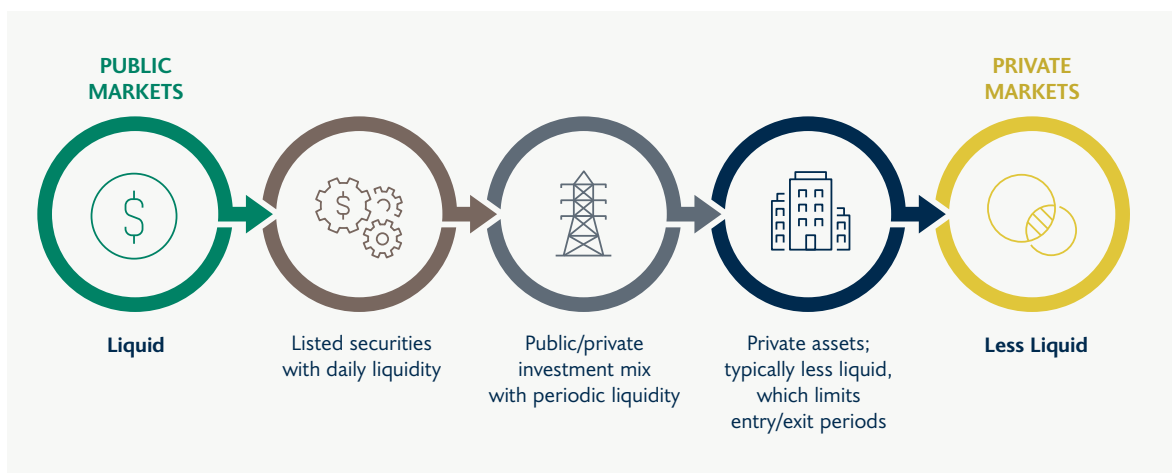 PUBLIC
MARKETS
PRIVATE
MARKETS
$
$
Liquid
Listed securities
with daily liquidity
Public/private
investment mix
with periodic liquidity
Private assets;
typically less liquid,
which limits
entry/exit periods
Less Liquid